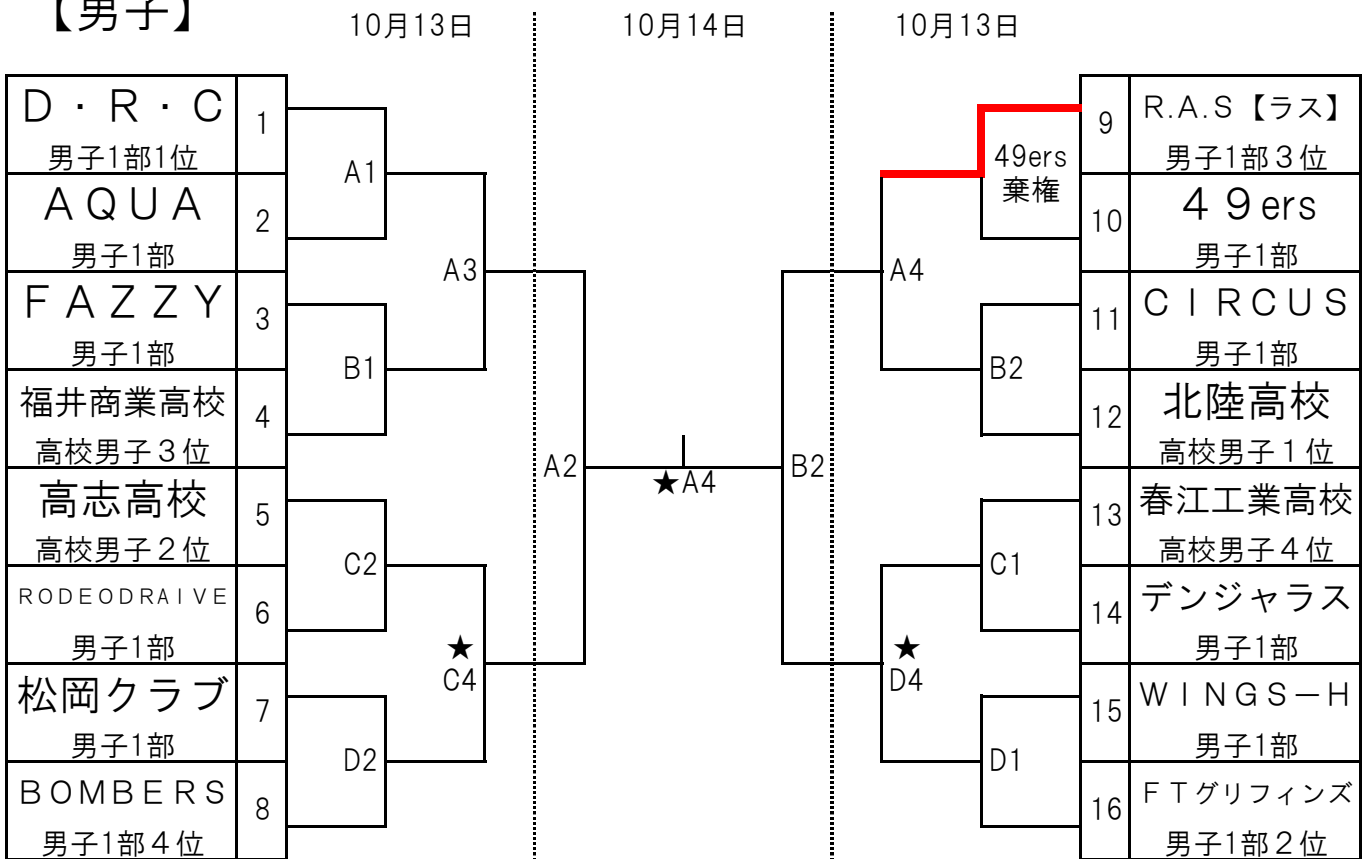 【男子】
10月13日
10月14日
10月13日
D・R・C
男子1部1位
1
AQUA
男子1部
2
FAZZY
男子1部
3
福井商業高校
高校男子3位
4
高志高校
高校男子2位
5
RODEODRAIVE
男子1部
6
松岡クラブ
男子1部
7
BOMBERS
男子1部4位
8
A1
B1
C2
D2
A3
★
C4
A2
★A4
B2
A4
★
D4
49ers
棄権
B2
C1
D1
9
R.A.S【ラス】
男子1部3位
10
49ers
男子1部
11
CIRCUS
男子1部
12
北陸高校
高校男子1位
13
春江工業高校
高校男子4位
14
デンジャラス
男子1部
15
WINGS－H
男子1部
16
FTグリフィンズ
男子1部2位